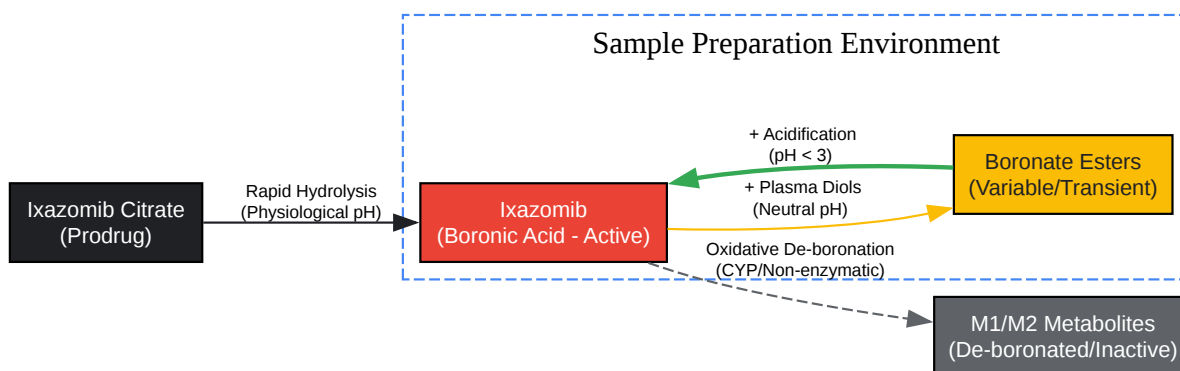 Sample Preparation Environment
Ixazomib Citrate
(Prodrug)
Rapid Hydrolysis
(Physiological pH)
Ixazomib
(Boronic Acid - Active)
+ Acidification
(pH < 3)
+ Plasma Diols
(Neutral pH)
Boronate Esters
(Variable/Transient)
Oxidative De-boronation
(CYP/Non-enzymatic)
M1/M2 Metabolites
(De-boronated/Inactive)